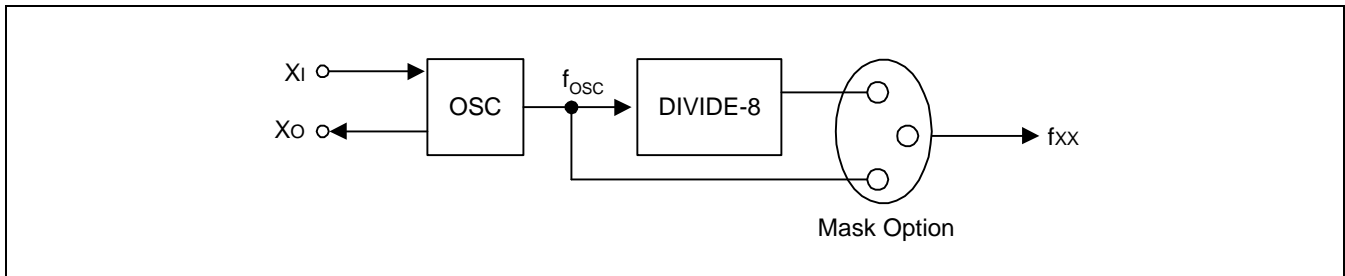 XI
XO
OSC
fOSC
DIVIDE-8
fXX
Mask Option